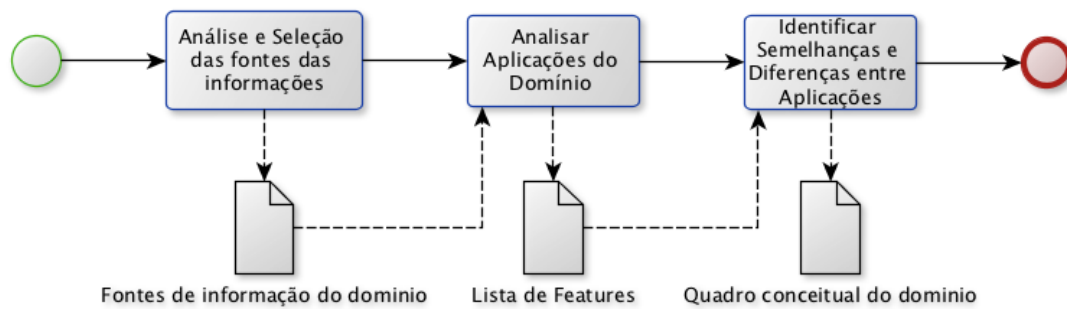 Análise e Seleção
das fontes das
informações
Analisar
Aplicações do
Domínio
Identificar
Semelhanças e
Diferenças entre
Aplicações
Fontes de informação do dominio
Lista de Features
Quadro conceitual do dominio